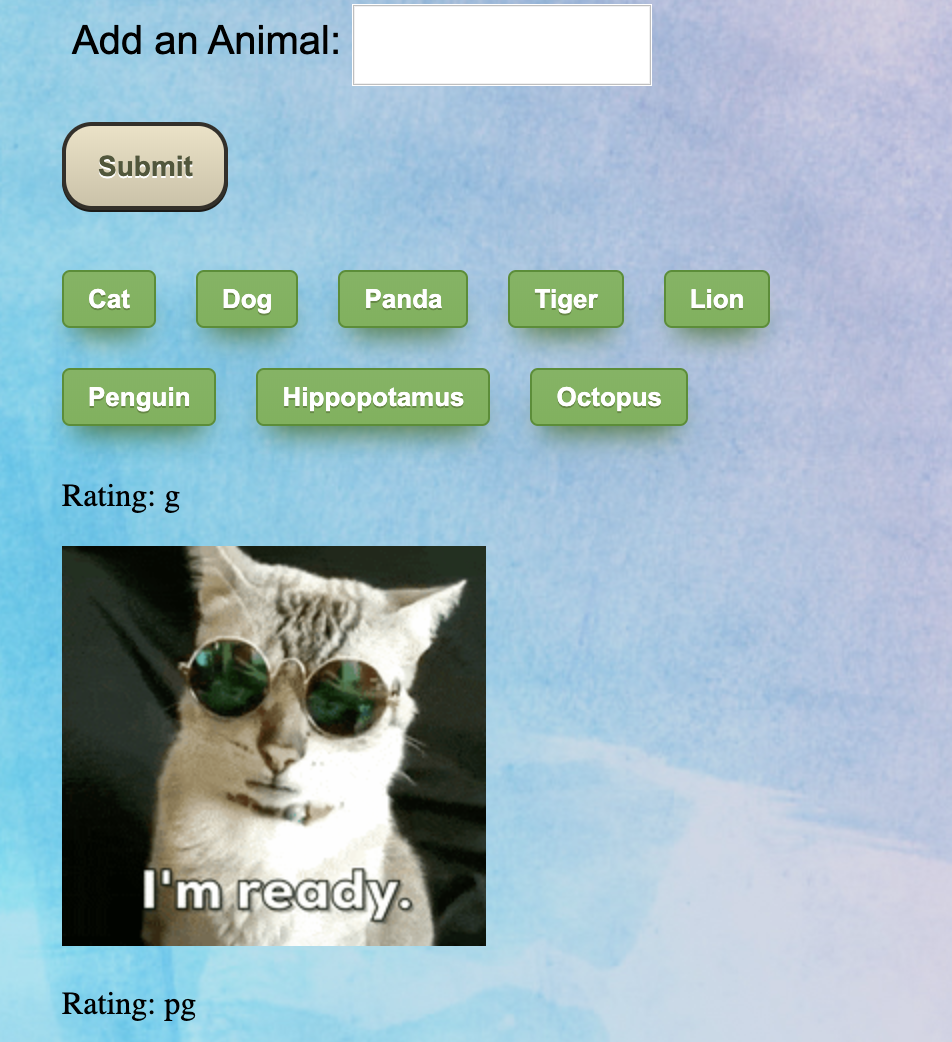 Add an Animal:
Submit
Cat Dog Panda Tiger Lion
Penguin Hippopotamus Octopus
Rating: g
I'm ready.
Rating: pg